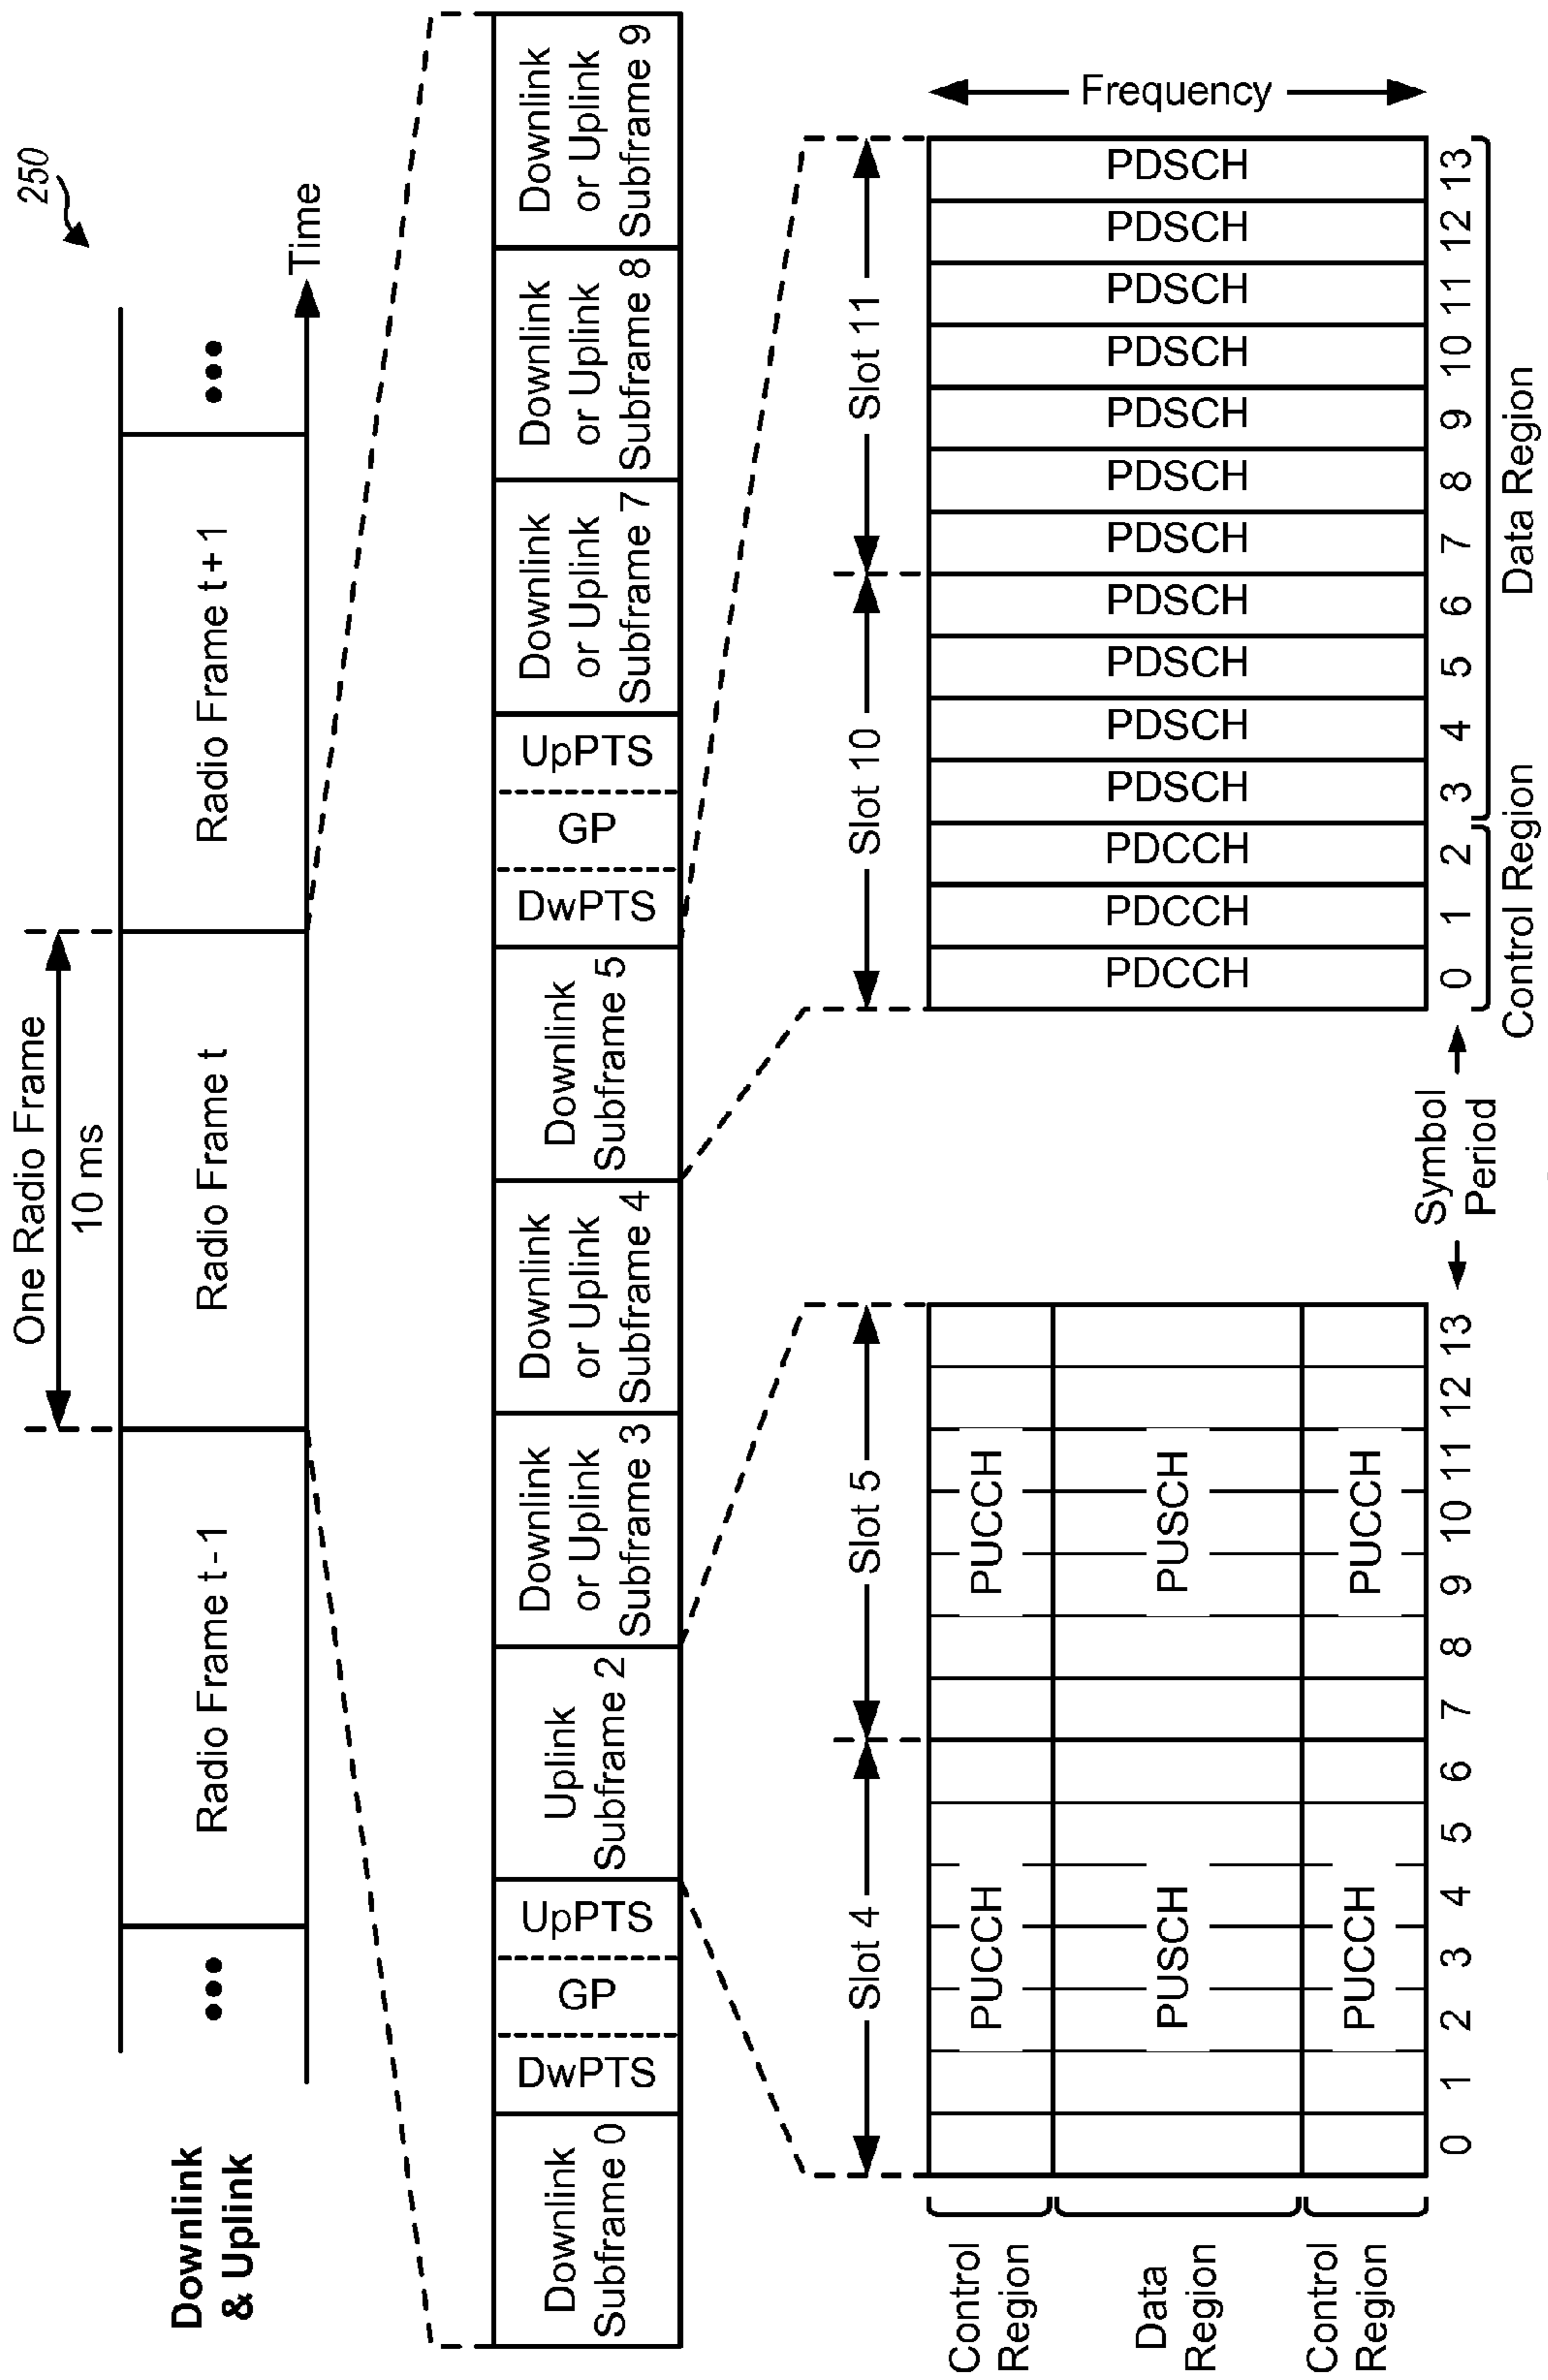 250
One Radio Frame
10 ms
Downlink
& Uplink
•••
Radio Frame t-1
Radio Frame t
Radio Frame t+1
•••
Time
Downlink
Subframe 0
DwPTS
GP
UpPTS
Uplink
Subframe 2
Downlink
or Uplink
Subframe 3
Downlink
or Uplink
Subframe 4
Downlink
Subframe 5
DwPTS
GP
UpPTS
Downlink
or Uplink
Subframe 7
Downlink
or Uplink
Subframe 8
Downlink
or Uplink
Subframe 9
Slot 4
Slot 5
Control
Region
PUCCH
PUCCH
Data
Region
PUSCH
PUSCH
Control
Region
PUCCH
PUCCH
0 1 2 3 4 5 6 7 8 9 10 11 12 13
Symbol
Period
Slot 10
Slot 11
Frequency
PDCCH
PDCCH
PDCCH
PDSCH
PDSCH
PDSCH
PDSCH
PDSCH
PDSCH
PDSCH
PDSCH
PDSCH
PDSCH
PDSCH
0 1 2 3 4 5 6 7 8 9 10 11 12 13
Control Region
Data Region